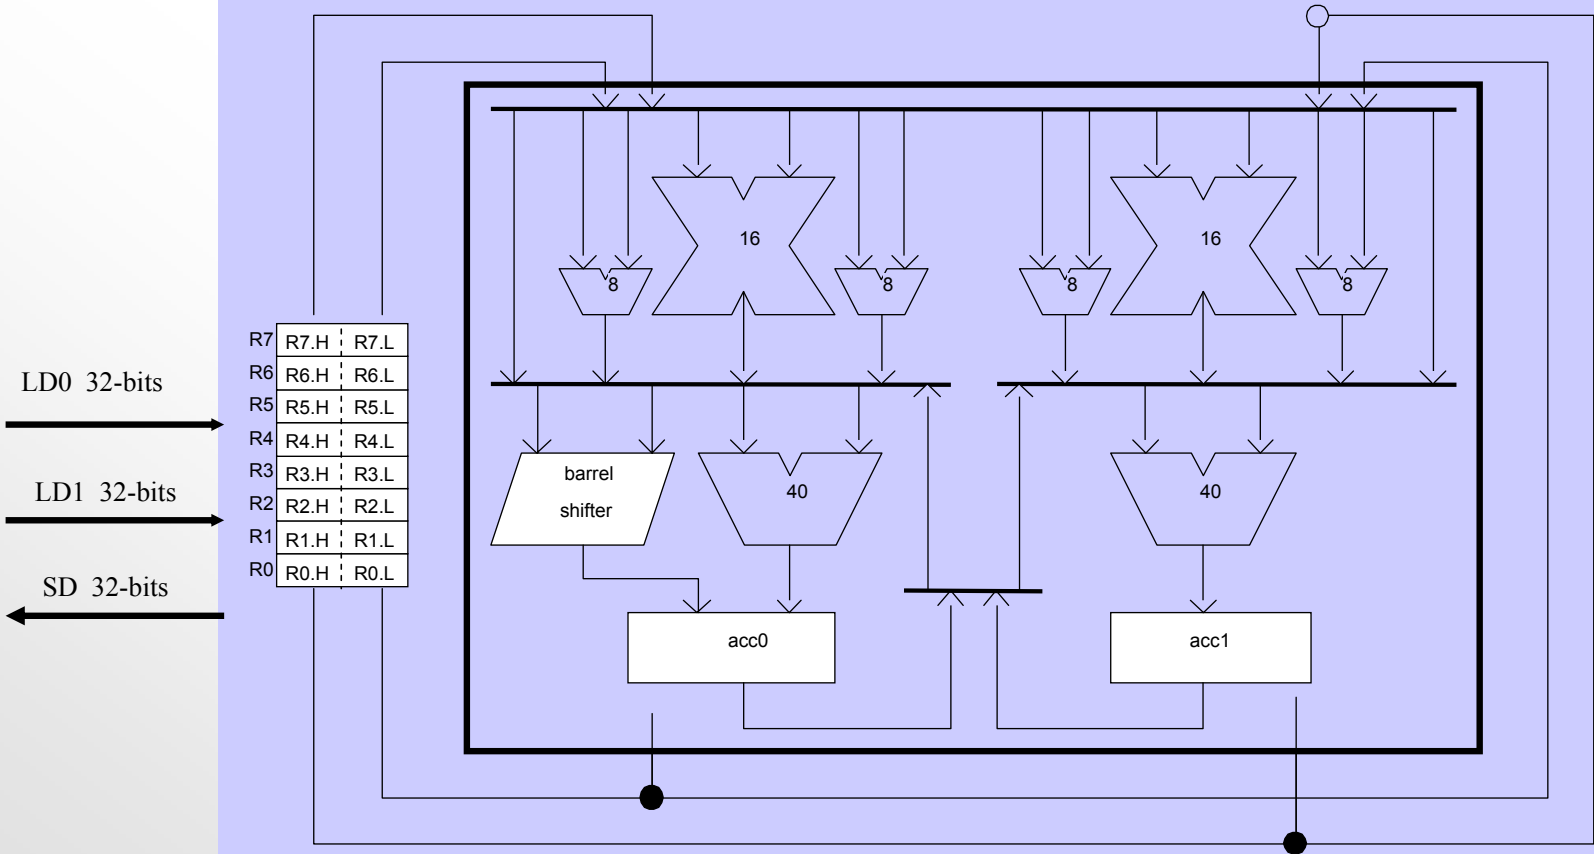 16
16
8
8
8
8
R7 R7.H R7.L
R6 R6.H R6.L
LD0 32-bits
R5 R5.H R5.L
R4 R4.H R4.L
R3 R3.H R3.L
LD1 32-bits
R2 R2.H R2.L
R1 R1.H R1.L
R0 R0.H R0.L
SD 32-bits
barrel
shifter
40
40
acc0
acc1